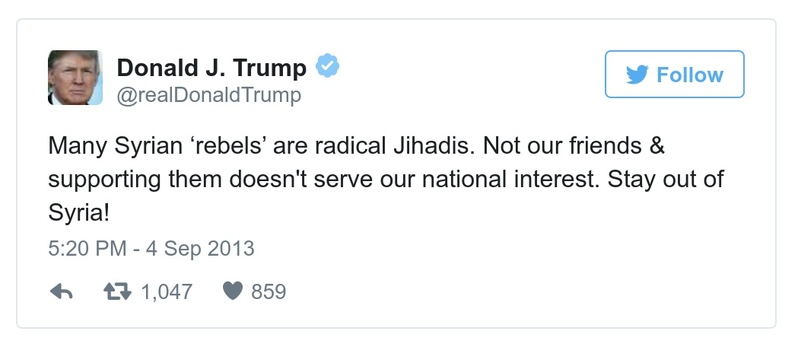 Donald J. Trump
@realDonaldTrump
Follow
Many Syrian ‘rebels’ are radical Jihadis. Not our friends &
supporting them doesn't serve our national interest. Stay out of
Syria!
5:20 PM - 4 Sep 2013
1,047 859